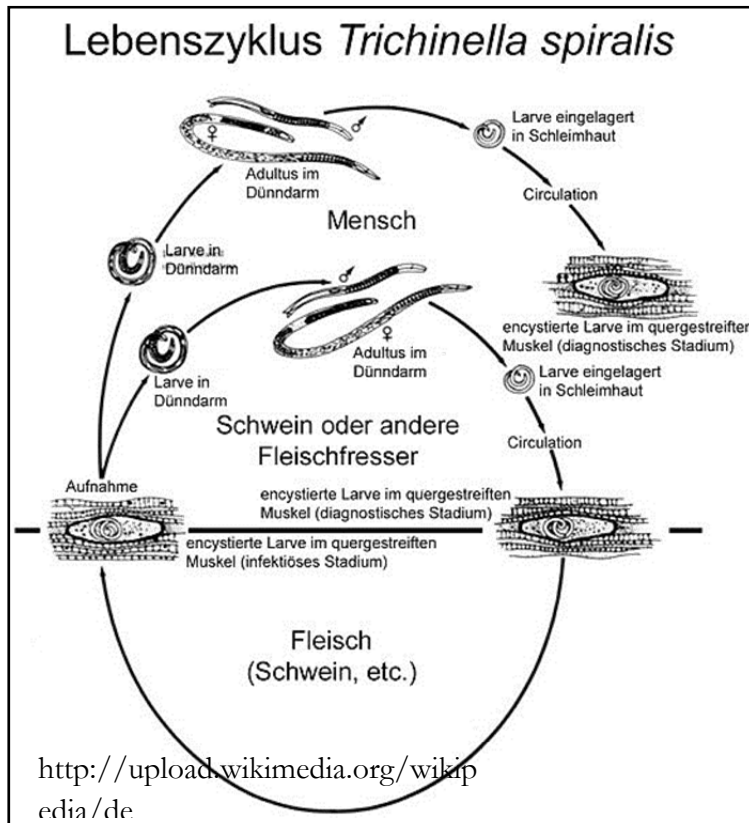 Lebenszyklus Trichinella spiralis
♂
♀
Adultus im
Dünndarm
Larve eingelagert
in Schleimhaut
Circulation
Mensch
Larve in
Dünndarm
encystierte Larve im quergestreiften
Muskel (diagnostisches Stadium)
♂
♀
Adultus im
Dünndarm
Larve in
Dünndarm
Larve eingelagert
in Schleimhaut
Schwein oder andere
Fleischfresser
Circulation
Aufnahme
encystierte Larve im quergestreiften
Muskel (diagnostisches Stadium)
encystierte Larve im quergestreiften
Muskel (infektiöses Stadium)
Fleisch
(Schwein, etc.)
http://upload.wikimedia.org/wikip
edia/de